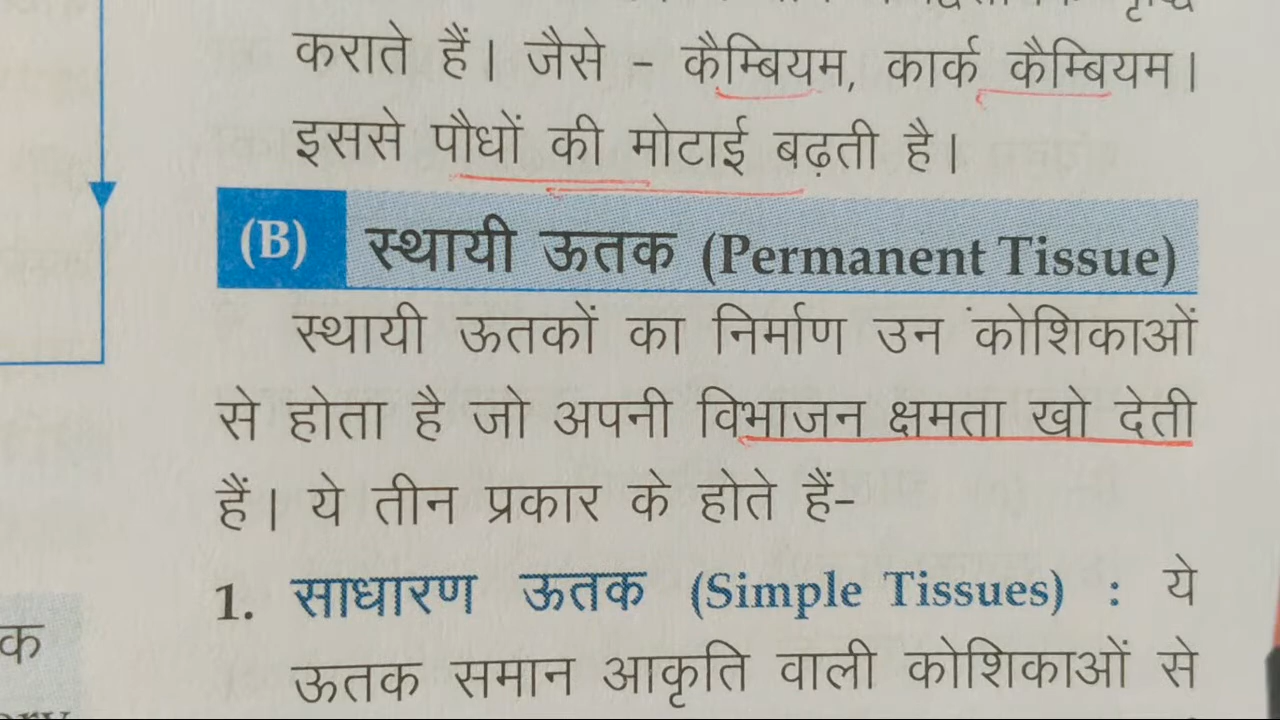 कराते हैं। जैसे - कैम्बियम, कार्क कैम्बियम।
इससे पौधों की मोटाई बढ़ती है।
(B) स्थायी ऊतक (Permanent Tissue)
स्थायी ऊतकों का निर्माण उन कोशिकाओं
से होता है जो अपनी विभाजन क्षमता खो देती
हैं। ये तीन प्रकार के होते हैं-
1. साधारण ऊतक (Simple Tissues) : ये
ऊतक समान आकृति वाली कोशिकाओं से
क